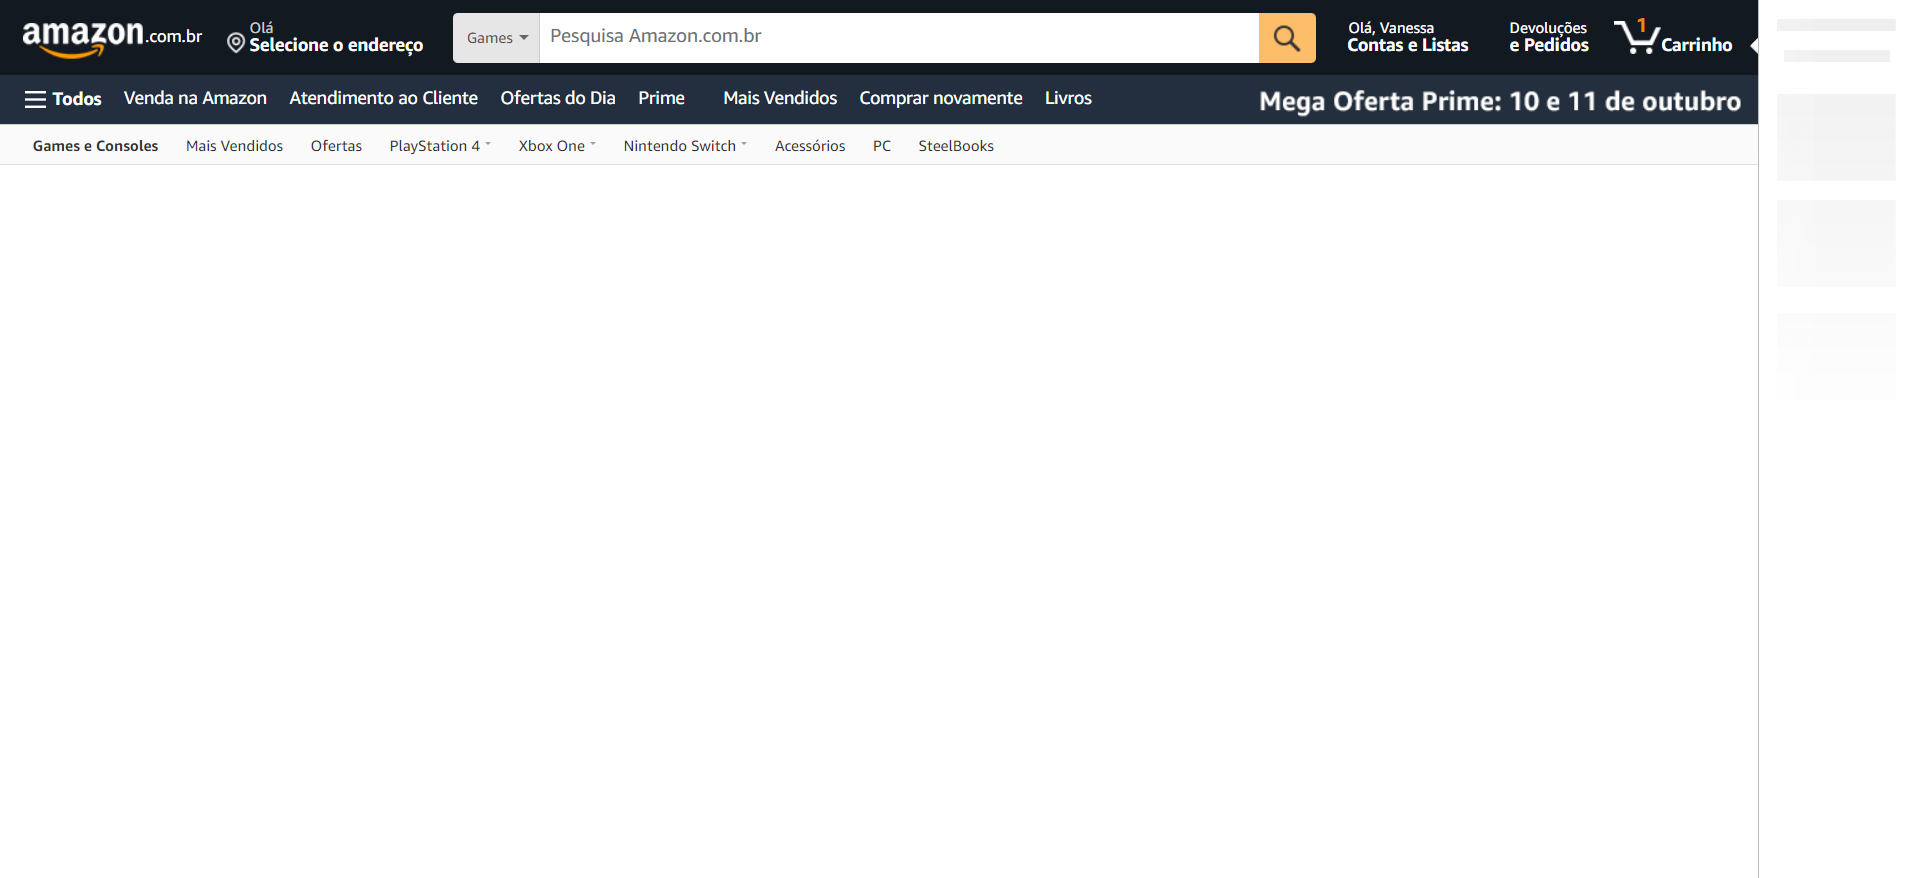 amazon.com.br
Olá
Selecione o endereço
Games
Pesquisa Amazon.com.br
Olá, Vanessa
Contas e Listas
Devoluções
e Pedidos
1
Carrinho
Todos
Venda na Amazon
Atendimento ao Cliente
Ofertas do Dia
Prime
Mais Vendidos
Comprar novamente
Livros
Mega Oferta Prime: 10 e 11 de outubro
Games e Consoles
Mais Vendidos
Ofertas
PlayStation 4
Xbox One
Nintendo Switch
Acessórios
PC
SteelBooks